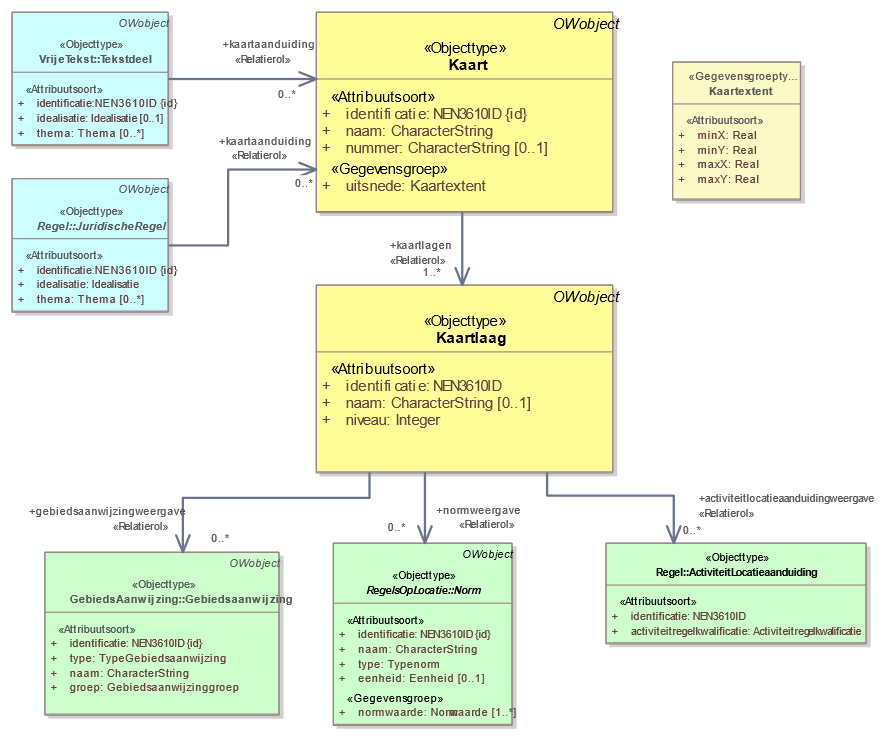 OWobject
«Objecttype»
VrijeTekst::Tekstdeel
«Attribuutsoort»
+ identificatie:NEN3610ID {id}
+ idealisatie: Idealisatie [0..1]
+ thema: Thema [0..*]
+kaartaanduiding
«Relatierol»
0..*
OWobject
«Objecttype»
Kaart
«Attribuutsoort»
+ identificatie: NEN3610ID {id}
+ naam: CharacterString
+ nummer: CharacterString [0..1]
«Gegevensgroep»
+ uitsnede: Kaartextent
«Gegevensgroepty...
Kaartextent
«Attribuutsoort»
+ minX: Real
+ minY: Real
+ maxX: Real
+ maxY: Real
+kaartaanduiding
«Relatierol»
0..*
OWobject
«Objecttype»
Regel::JuridischeRegel
«Attribuutsoort»
+ identificatie:NEN3610ID {id}
+ idealisatie: Idealisatie
+ thema: Thema [0..*]
+kaartlagen
«Relatierol»
1..*
OWobject
«Objecttype»
Kaartlaag
«Attribuutsoort»
+ identificatie: NEN3610ID
+ naam: CharacterString [0..1]
+ niveau: Integer
+gebiedsaanwijzingweergave
«Relatierol»
0..*
+normweergave
«Relatierol»
0..*
+activiteitlocatieaanduidingweergave
«Relatierol»
0..*
OWobject
«Objecttype»
GebiedsAanwijzing::Gebiedsaanwijzing
«Attribuutsoort»
+ identificatie: NEN3610ID {id}
+ type: TypeGebiedsaanwijzing
+ naam: CharacterString
+ groep: Gebiedsaanwijzinggroep
OWobject
«Objecttype»
RegelsOpLocatie::Norm
«Attribuutsoort»
+ identificatie: NEN3610ID {id}
+ naam: CharacterString
+ type: Typenorm
+ eenheid: Eenheid [0..1]
«Gegevensgroep»
+ normwaarde: Normwaarde [1..*]
«Objecttype»
Regel::ActiviteitLocatieaanduiding
«Attribuutsoort»
+ identificatie: NEN3610ID
+ activiteitregelkwalificatie: Activiteitregelkwalificatie